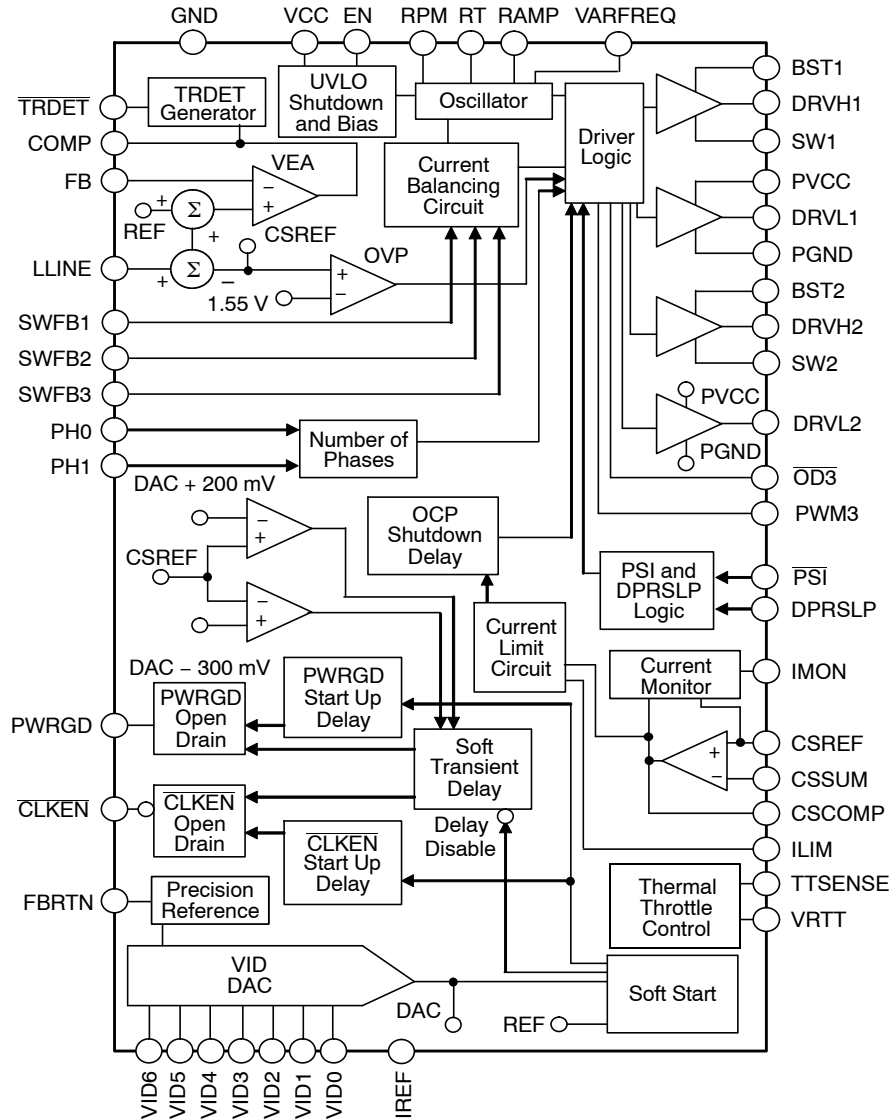 GND
VCC
EN
RPM
RT
RAMP
VARFREQ
TRDET
COMP
FB
LLINE
SWFB1
SWFB2
SWFB3
PH0
PH1
PWRGD
CLKEN
FBRTN
TRDET
Generator
UVLO
Shutdown
and Bias
Oscillator
Driver
Logic
Current
Balancing
Circuit
VEA
−
+
Σ
+
REF
+
Σ
+
−
CSREF
OVP
+
−
1.55 V
Number of
Phases
DAC + 200 mV
−
+
CSREF
−
+
DAC − 300 mV
OCP
Shutdown
Delay
Current
Limit
Circuit
PSI and
DPRSLP
Logic
Current
Monitor
+
−
PWRGD
Open
Drain
PWRGD
Start Up
Delay
Soft
Transient
Delay
Delay
Disable
CLKEN
Open
Drain
CLKEN
Start Up
Delay
Precision
Reference
Thermal
Throttle
Control
VID
DAC
DAC
REF
Soft Start
BST1
DRVH1
SW1
PVCC
DRVL1
PGND
BST2
DRVH2
SW2
PVCC
DRVL2
PGND
OD3
PWM3
PSI
DPRSLP
IMON
CSREF
CSSUM
CSCOMP
ILIM
TTSENSE
VRTT
VID6
VID5
VID4
VID3
VID2
VID1
VID0
IREF